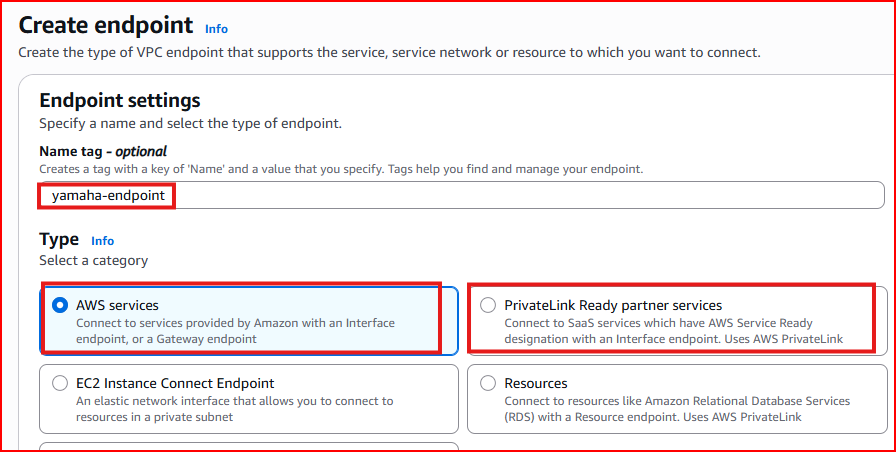 Create endpoint Info
Create the type of VPC endpoint that supports the service, service network or resource to which you want to connect.
Endpoint settings
Specify a name and select the type of endpoint.
Name tag - optional
Creates a tag with a key of 'Name' and a value that you specify. Tags help you find and manage your endpoint.
yamaha-endpoint
Type Info
Select a category
AWS services
Connect to services provided by Amazon with an Interface
endpoint, or a Gateway endpoint
PrivateLink Ready partner services
Connect to SaaS services which have AWS Service Ready
designation with an Interface endpoint. Uses AWS PrivateLink
EC2 Instance Connect Endpoint
An elastic network interface that allows you to connect to
resources in a private subnet
Resources
Connect to resources like Amazon Relational Database Services
(RDS) with a Resource endpoint. Uses AWS PrivateLink